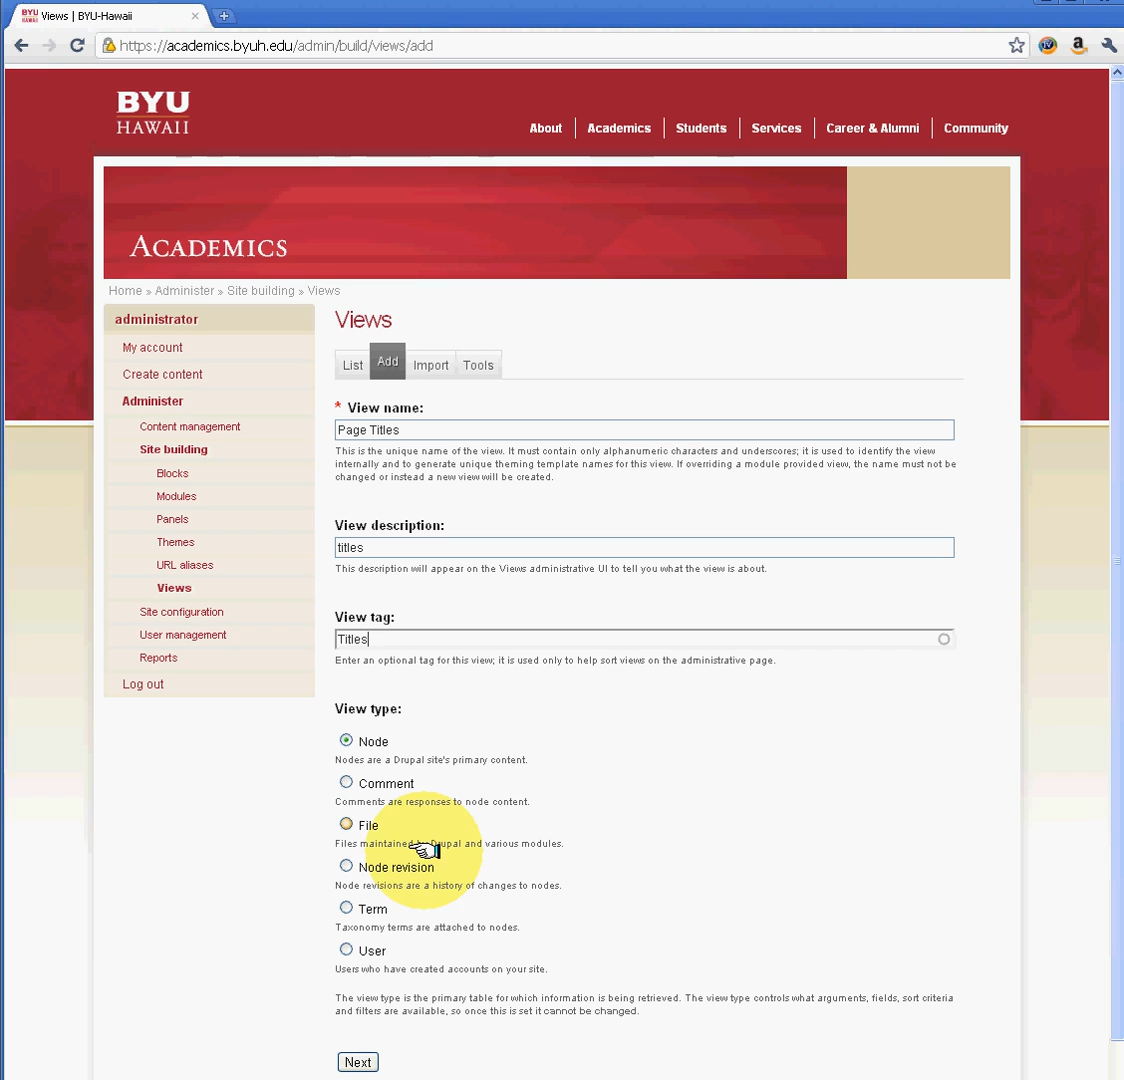 Views | BYU-Hawaii
https://academics.byuh.edu/admin/build/views/add
BYU
HAWAII
About
Academics
Students
Services
Career & Alumni
Community
ACADEMICS
Home » Administer » Site building » Views
administrator
My account
Create content
Administer
Content management
Site building
Blocks
Modules
Panels
Themes
URL aliases
Views
Site configuration
User management
Reports
Log out
Views
List
Add
Import
Tools
* View name:
Page Titles
This is the unique name of the view. It must contain only alphanumeric characters and underscores; it is used to identify the view
internally and to generate unique theming template names for this view. If overriding a module provided view, the name must not be
changed or instead a new view will be created.
View description:
titles
This description will appear on the Views administrative UI to tell you what the view is about.
View tag:
Titles
Enter an optional tag for this view; it is used only to help sort views on the administrative page.
View type:
Node
Nodes are a Drupal site's primary content.
Comment
Comments are responses to node content.
File
Files maintained by Drupal and various modules.
Node revision
Node revisions are a history of changes to nodes.
Term
Taxonomy terms are attached to nodes.
User
Users who have created accounts on your site.
The view type is the primary table for which information is being retrieved. The view type controls what arguments, fields, sort criteria
and filters are available, so once this is set it cannot be changed.
Next